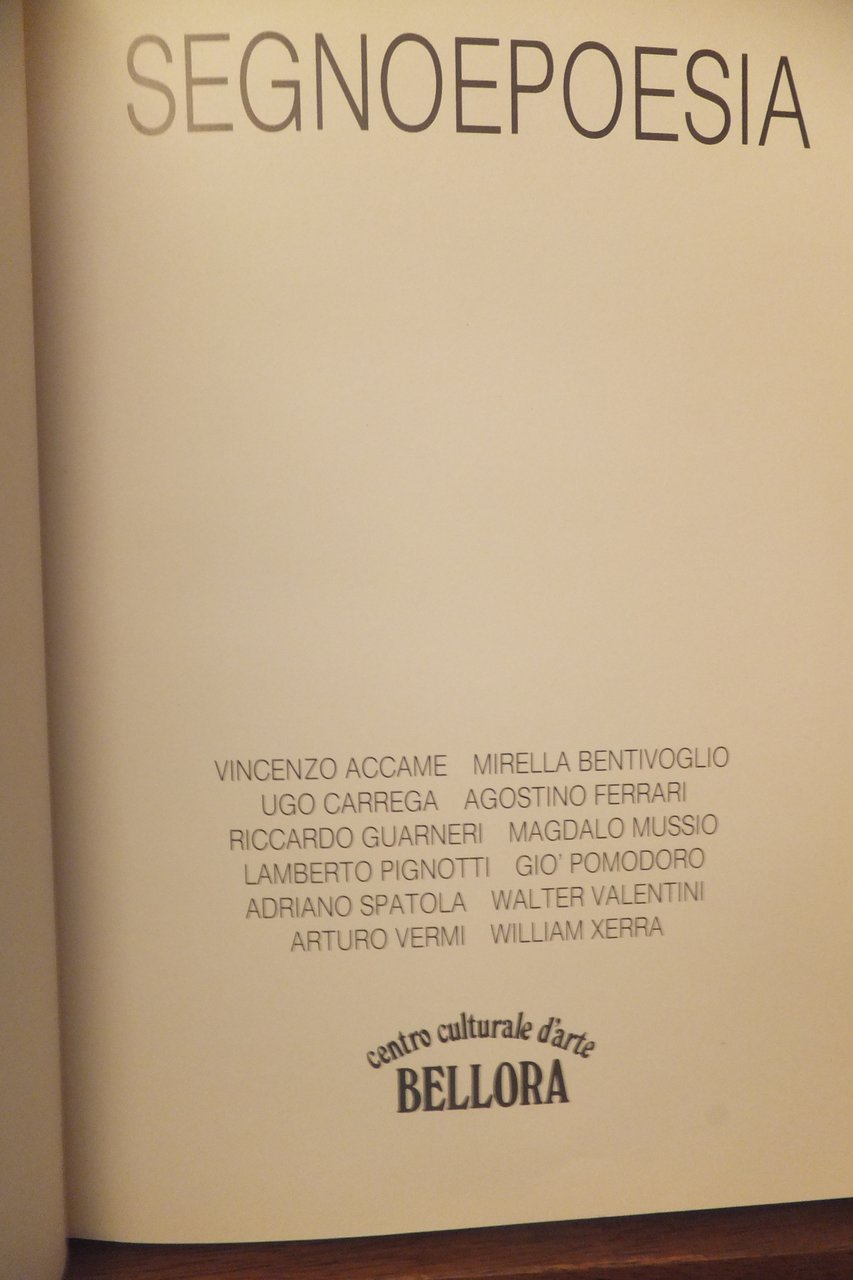 SEGNOEPOESIA
VINCENZO ACCAME MIRELLA BENTIVOGLIO
UGO CARREGA AGOSTINO FERRARI
RICCARDO GUARNERI MAGDALO MUSSIO
LAMBERTO PIGNOTTI GIO' POMODORO
ADRIANO SPATOLA WALTER VALENTINI
ARTURO VERMI WILLIAM XERRA
centro culturale d'arte
BELLORA